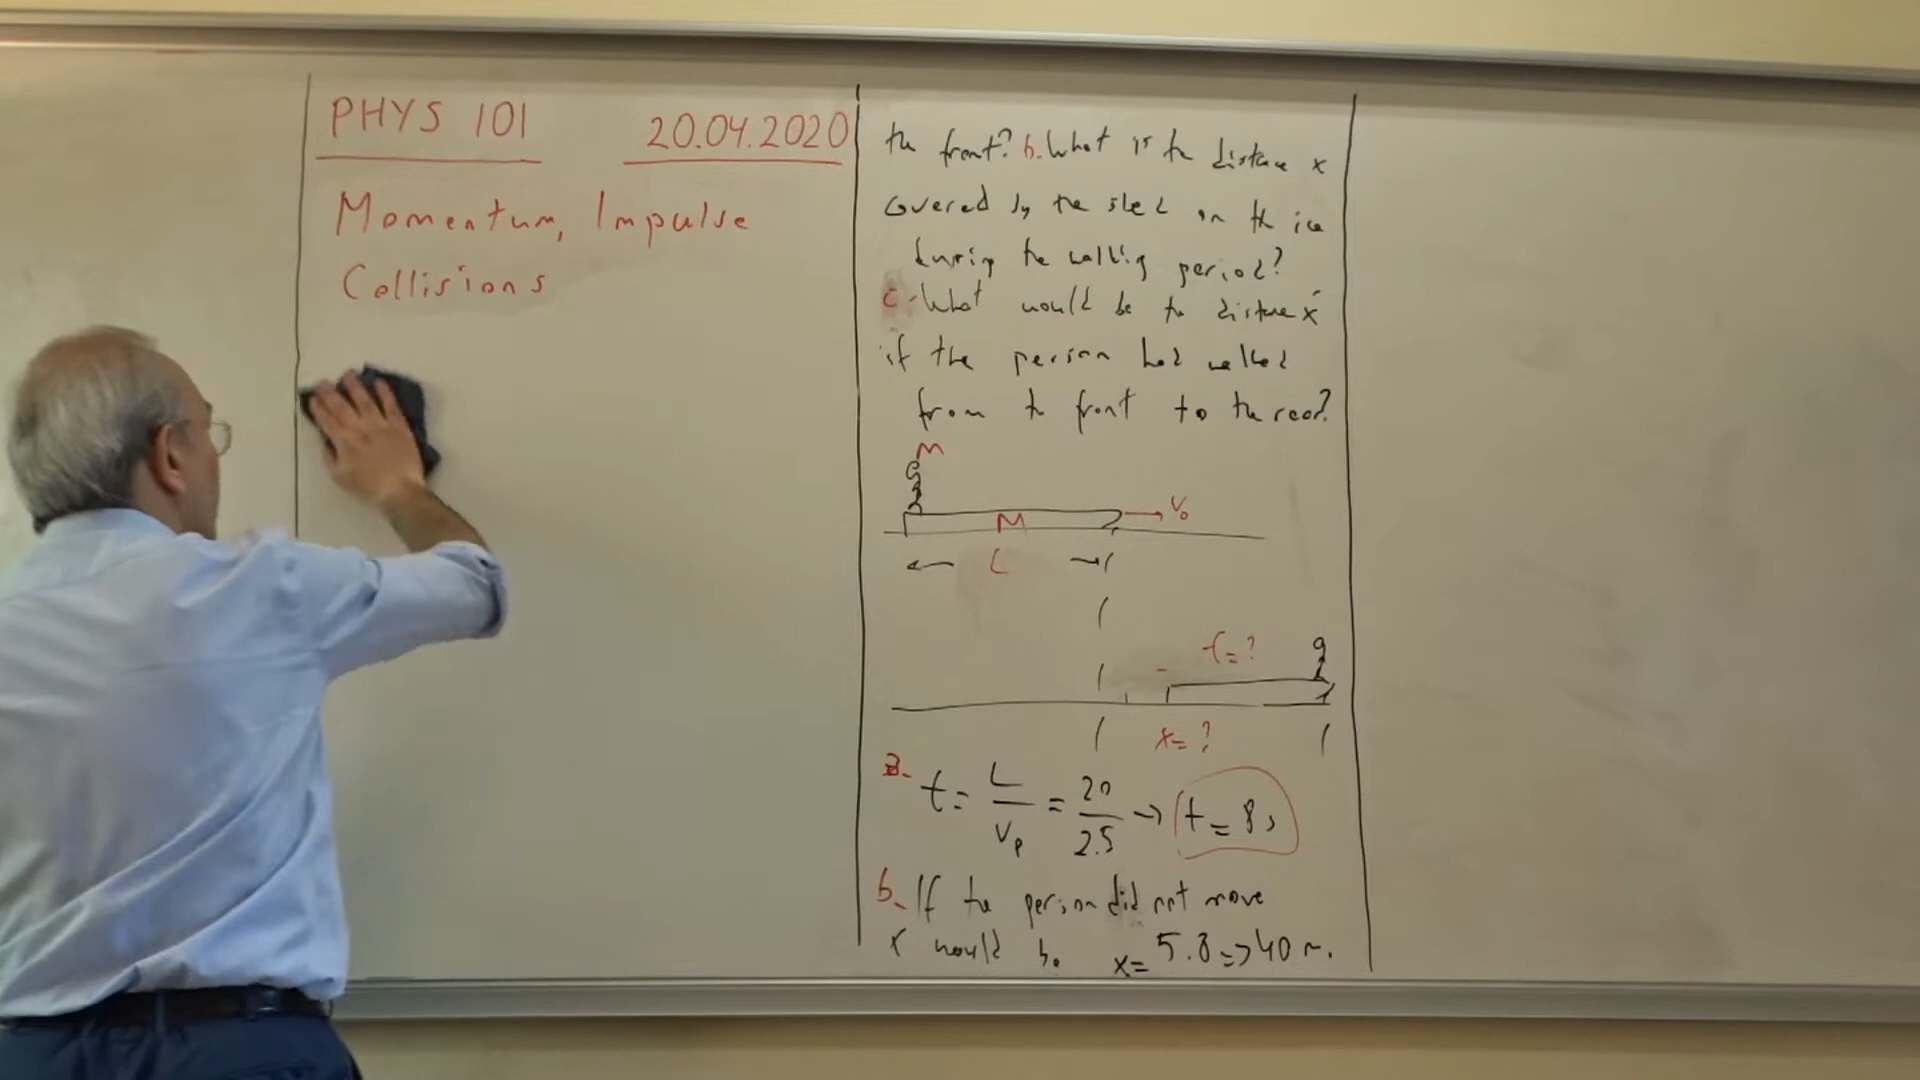 PHYS 101
20.04.2020
Momentum, Impulse
Collisions
the front? b. What is the distance x
covered by the sled on the ice
during the walking period?
c- What would be the distance x
if the person had walked
from the front to the rear?
m
M
V₀
L
t=?
x=?
a- t = L/Vp = 20/2.5 → t = 8s
b- If the person did not move
x would be x= 5.8 => 40 m.